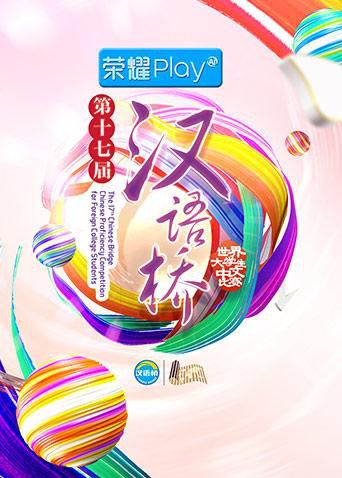 荣耀Play
第十七届
汉语桥
The 17th Chinese Bridge
Chinese Proficiency Competition
for Foreign College Students
世界
大学生
中文
比赛
汉语桥